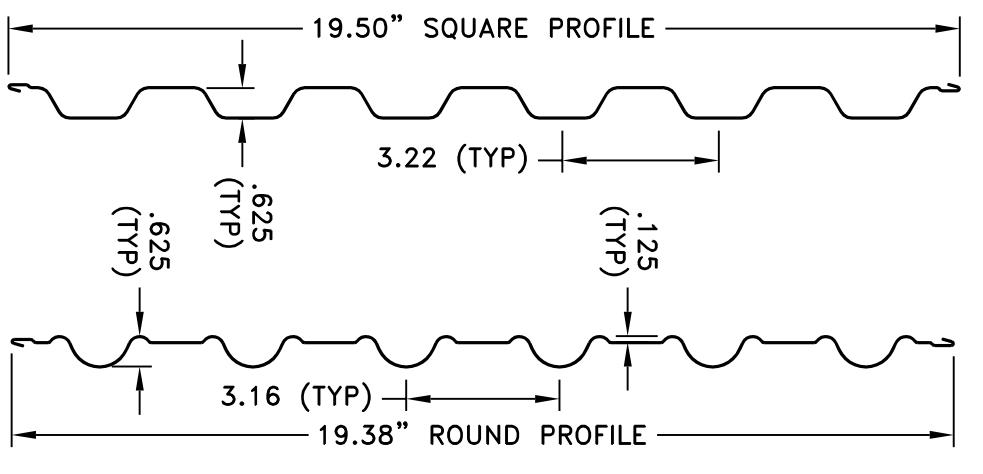 19.50” SQUARE PROFILE
3.22 (TYP)
.625
(TYP)
.625
(TYP)
.125
(TYP)
3.16 (TYP)
19.38” ROUND PROFILE